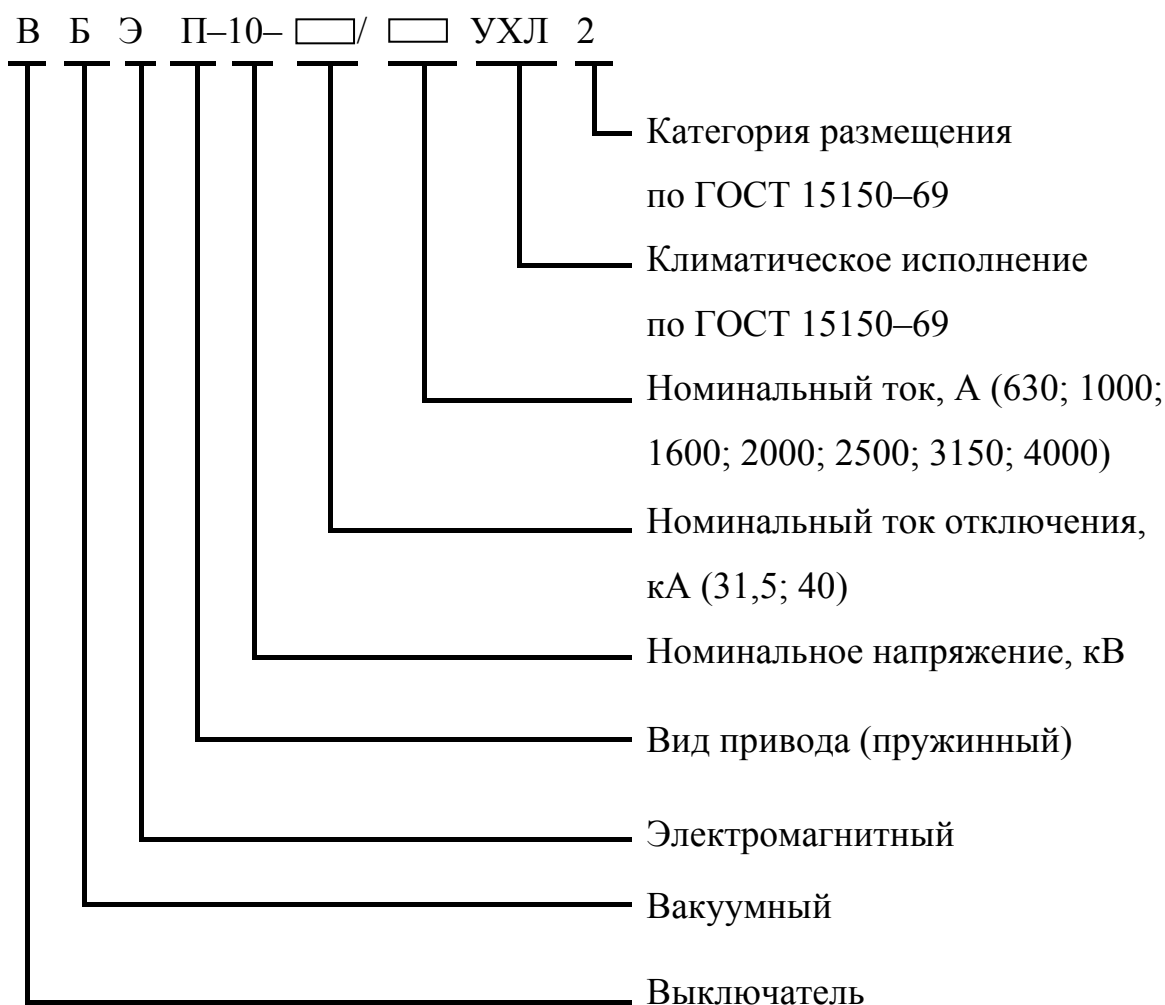 В Б Э П–10– / УХЛ 2
Категория размещения
по ГОСТ 15150–69
Климатическое исполнение
по ГОСТ 15150–69
Номинальный ток, А (630; 1000;
1600; 2000; 2500; 3150; 4000)
Номинальный ток отключения,
кА (31,5; 40)
Номинальное напряжение, кВ
Вид привода (пружинный)
Электромагнитный
Вакуумный
Выключатель